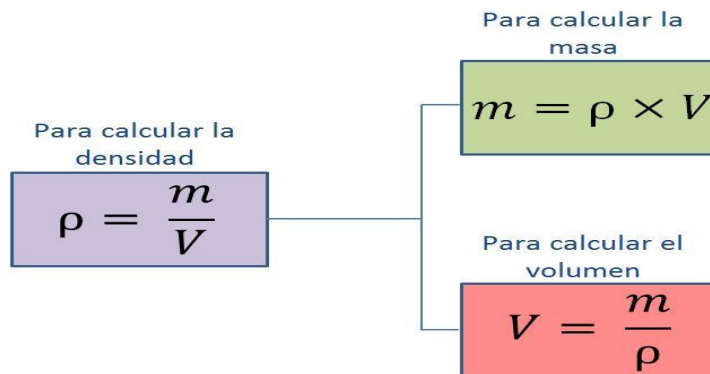 Para calcular la
densidad
ρ = m/V
Para calcular la
masa
m = ρ × V
Para calcular el
volumen
V = m/ρ